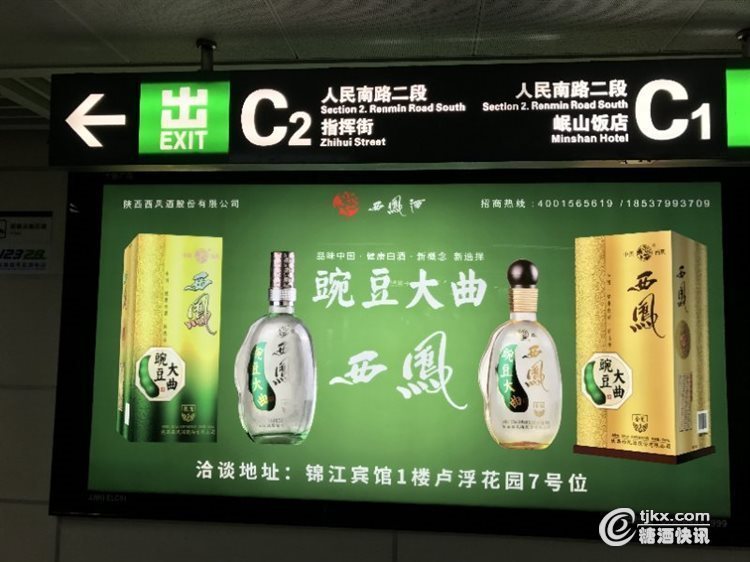 出
EXIT
C2
人民南路二段
Section 2. Renmin Road South
指挥街
Zhihui Street
人民南路二段
Section 2. Renmin Road South
岷山饭店
Minshan Hotel
C1
陕西西凤酒股份有限公司
西鳳酒
招商热线:4001565619 /18537993709
品味中国·健康白酒·新概念 新选择
豌豆大曲
西鳳
西鳳
豌豆
大曲
西鳳
豌豆大曲
西鳳
豌豆大曲
西鳳
豌豆
大曲
洽谈地址:锦江宾馆1楼卢浮花园7号位
tjkx.com
糖酒快讯